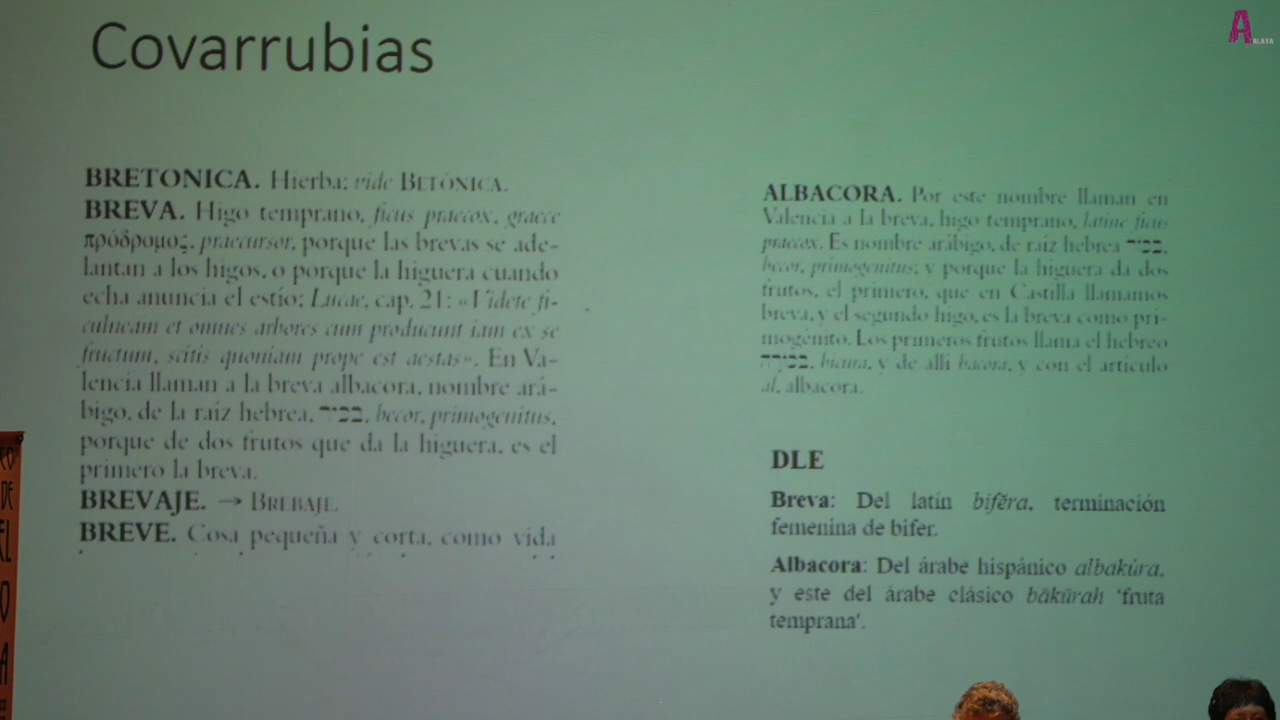 Covarrubias
BRETONICA. Hierba; vide BETÓNICA.
BREVA. Higo temprano, ficus praecox, graece
πρόδρομος, praecursor, porque las brevas se ade-
lantan a los higos, o porque la higuera cuando
echa anuncia el estío; Lucae, cap. 21: «Videte fi-
culneam et omnes arbores cum producunt iam ex se
fructum, scitis quoniam prope est aestas». En Va-
lencia llaman a la breva albacora, nombre ará-
bigo, de la raíz hebrea, בכיר, becor, primogenitus,
porque de dos frutos que da la higuera, es el
primero la breva.
BREVAJE. → BREBAJE.
BREVE. Cosa pequeña y corta, como vida
ALBACORA. Por este nombre llaman en
Valencia a la breva, higo temprano, latine ficus
praecox. Es nombre arábigo, de raíz hebrea בכיר,
becor, primogenitus; y porque la higuera da dos
frutos, el primero, que en Castilla llamamos
breva, y el segundo higo, es la breva como pri-
mogénito. Los primeros frutos llama el hebreo
בכירה, bicura, y de allí bacora, y con el artículo
al, albacora.
DLE
Breva: Del latín bifĕra, terminación
femenina de bifer.
Albacora: Del árabe hispánico albakúra,
y este del árabe clásico bākūrah 'fruta
temprana'.
A
ALAYA
DE
EL